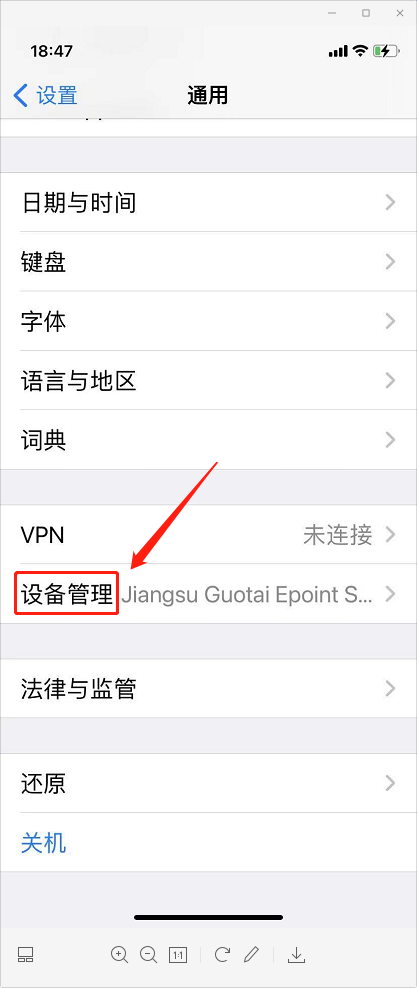 18:47
设置
通用
日期与时间
键盘
字体
语言与地区
词典
VPN 未连接
设备管理 Jiangsu Guotai Epoint S...
法律与监管
还原
关机
1:1